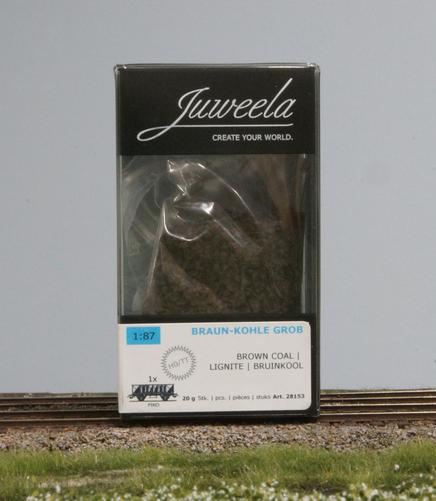 Juweela
CREATE YOUR WORLD.
1:87
BRAUN-KOHLE GROB
BROWN COAL |
LIGNITE | BRUINKOOL
H0/TT
1x
PIKO
20 g Stk. | pcs. | pièces | stuks Art. 28153